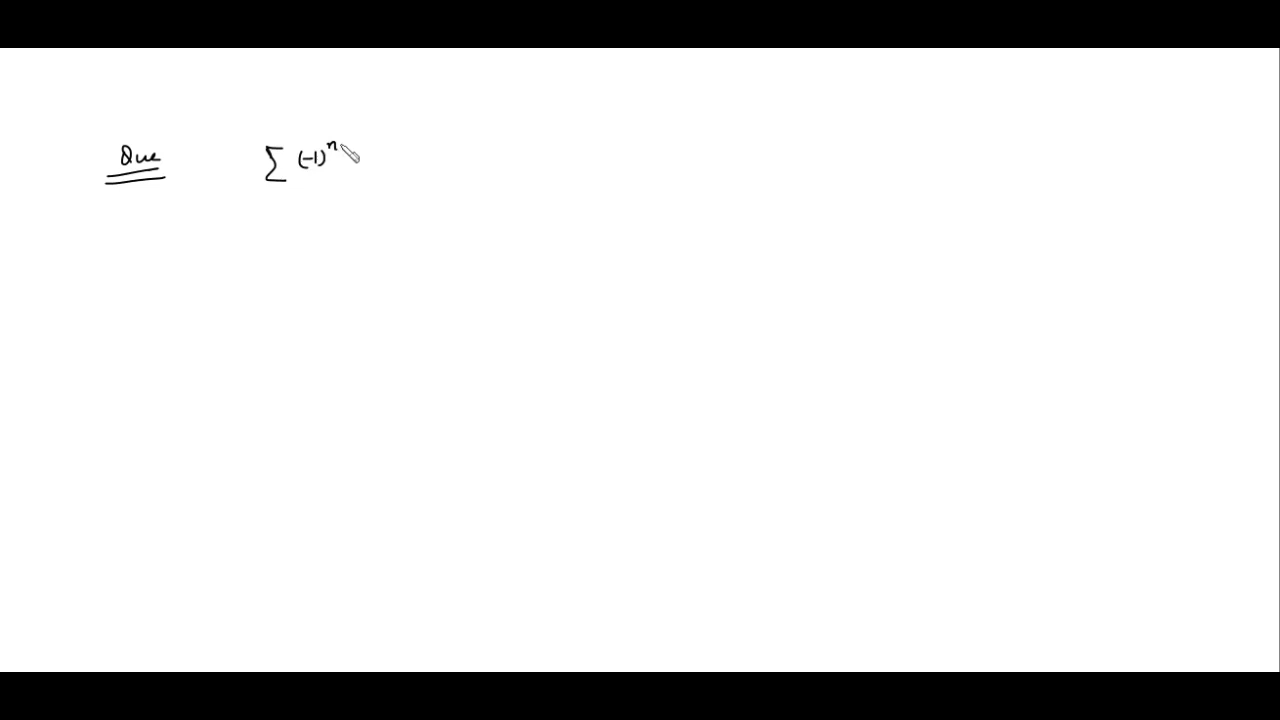 Que ∑ (-1)ⁿ